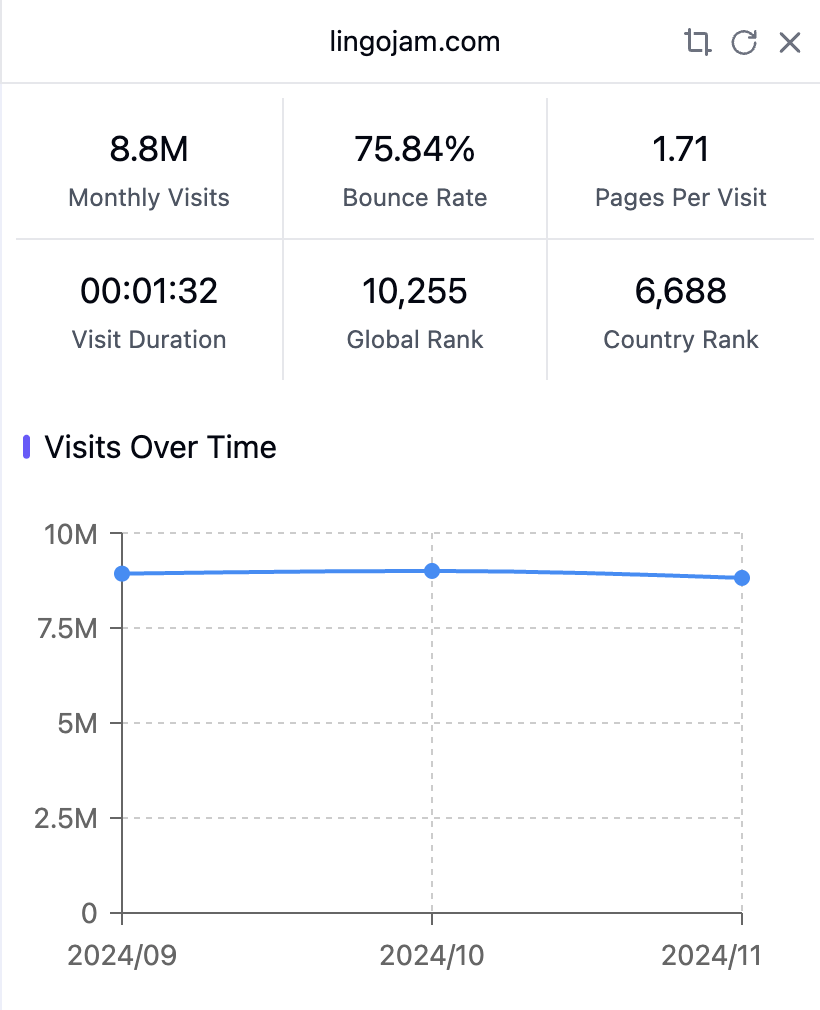 lingojam.com
8.8M
Monthly Visits
75.84%
Bounce Rate
1.71
Pages Per Visit
00:01:32
Visit Duration
10,255
Global Rank
6,688
Country Rank
Visits Over Time
10M
7.5M
5M
2.5M
0
2024/09
2024/10
2024/11